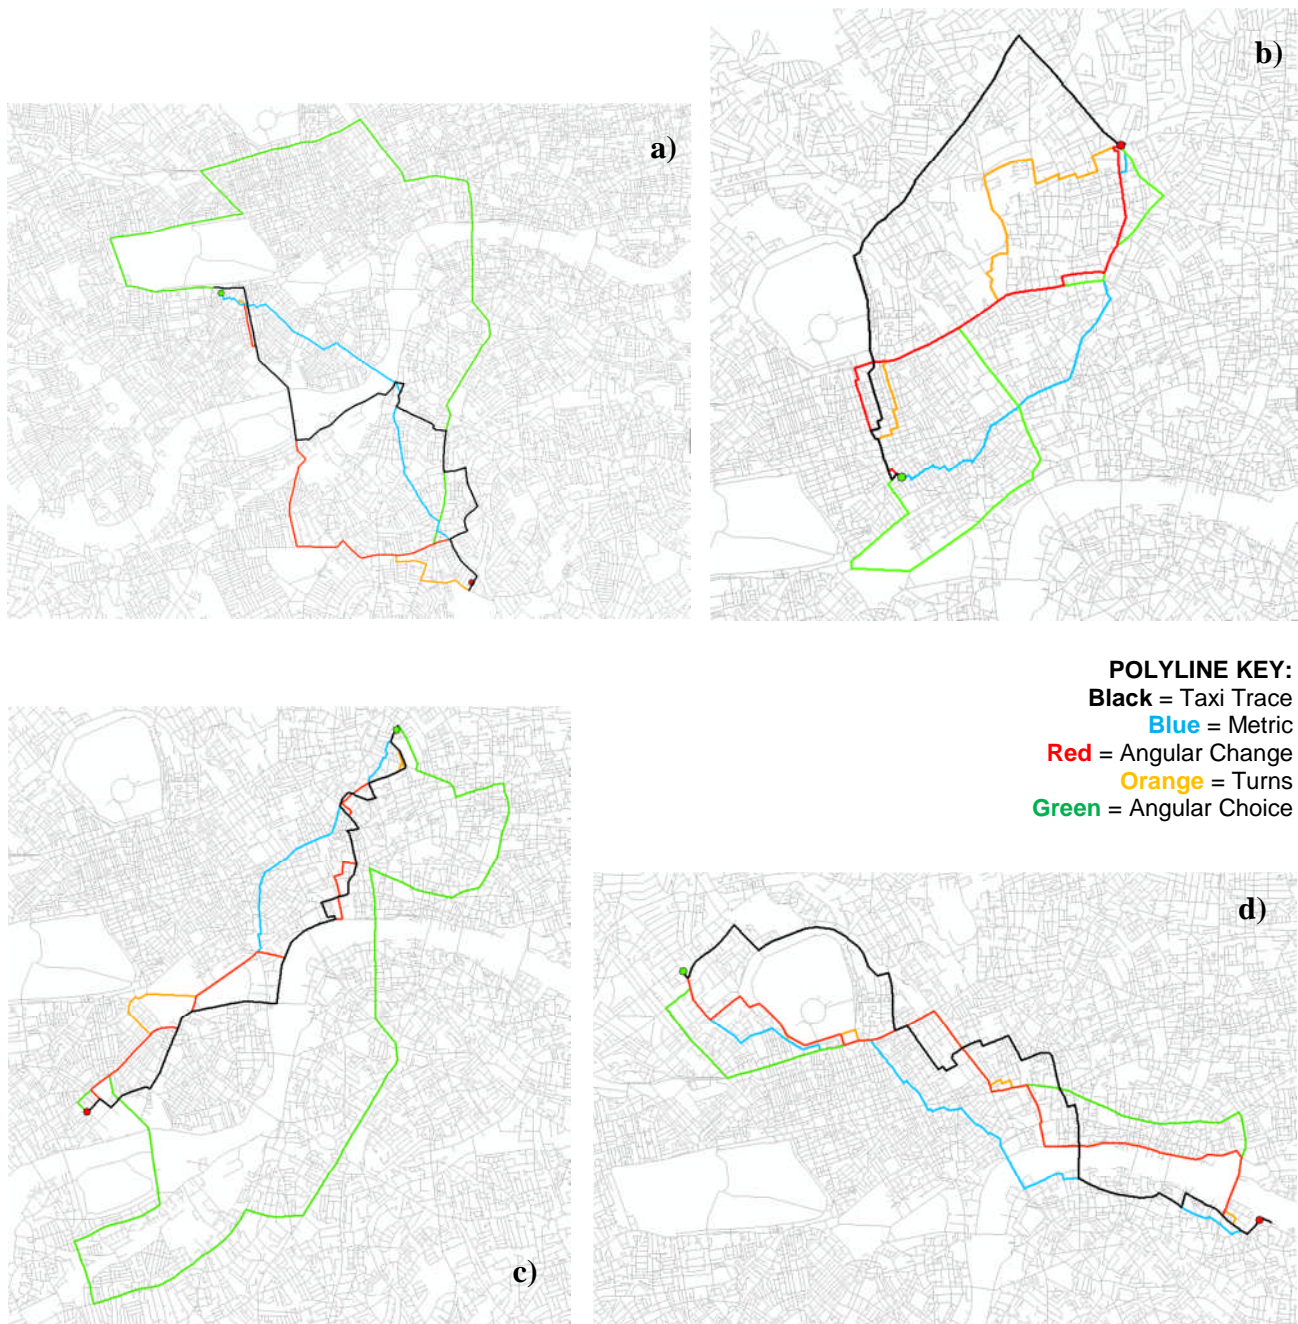 a)
b)
POLYLINE KEY:
Black = Taxi Trace
Blue = Metric
Red = Angular Change
Orange = Turns
Green = Angular Choice
c)
d)